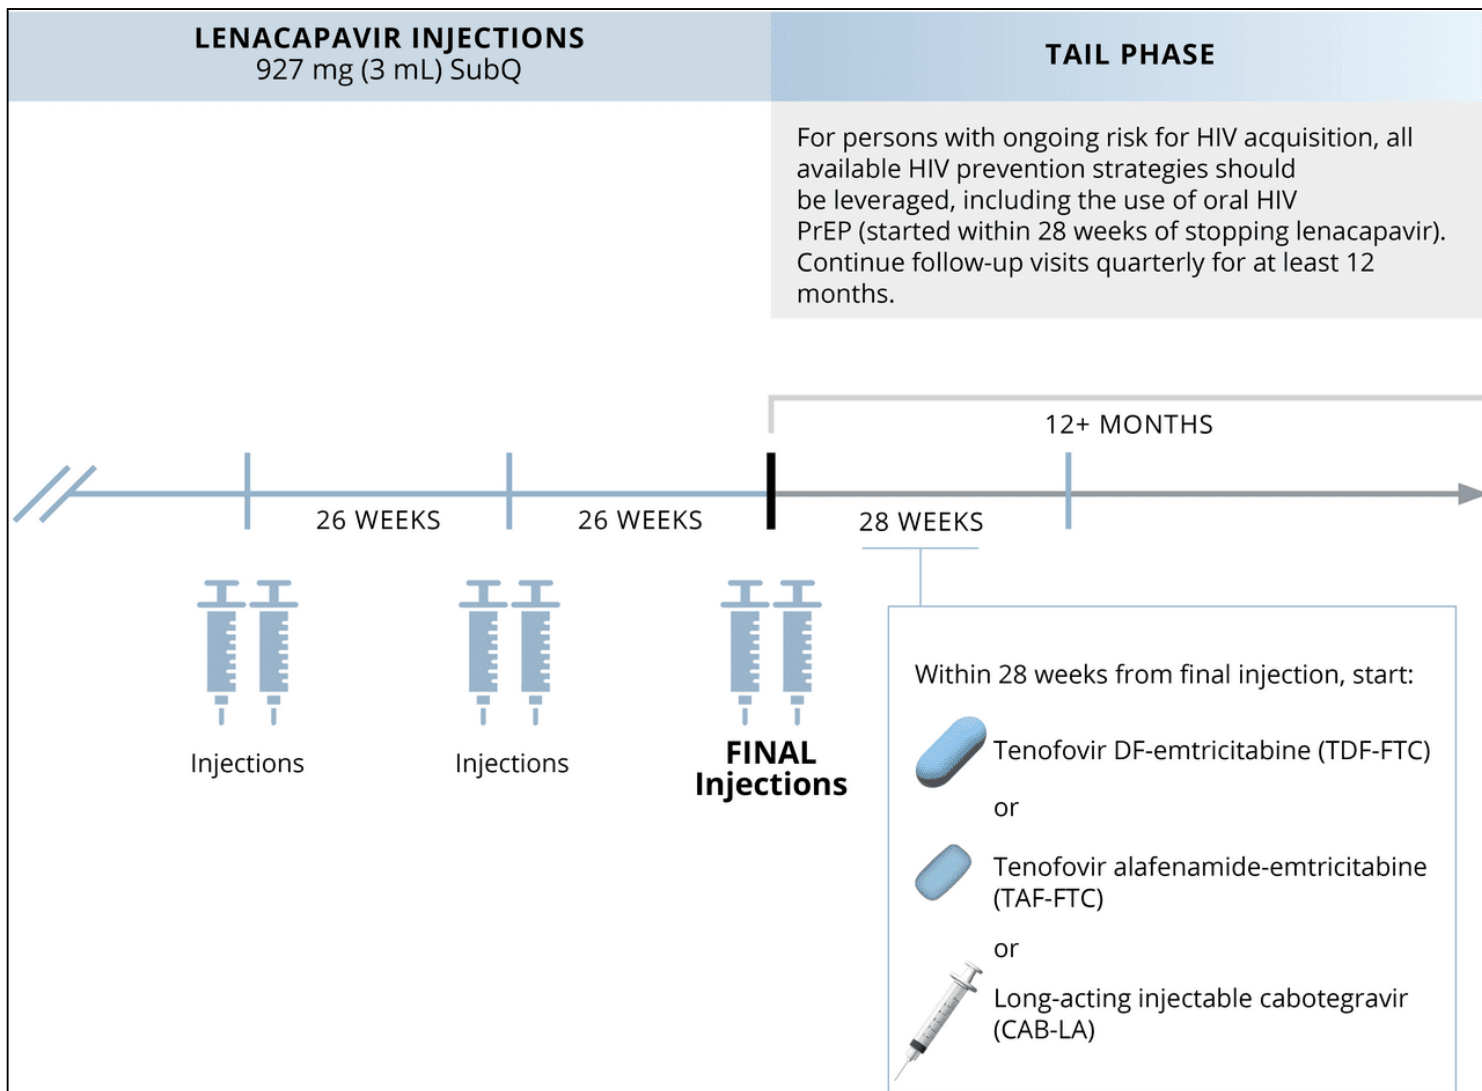 LENACAPAVIR INJECTIONS
927 mg (3 mL) SubQ
TAIL PHASE
For persons with ongoing risk for HIV acquisition, all
available HIV prevention strategies should
be leveraged, including the use of oral HIV
PrEP (started within 28 weeks of stopping lenacapavir).
Continue follow-up visits quarterly for at least 12
months.
12+ MONTHS
26 WEEKS
26 WEEKS
28 WEEKS
Injections
Injections
FINAL
Injections
Within 28 weeks from final injection, start:
Tenofovir DF-emtricitabine (TDF-FTC)
or
Tenofovir alafenamide-emtricitabine
(TAF-FTC)
or
Long-acting injectable cabotegravir
(CAB-LA)